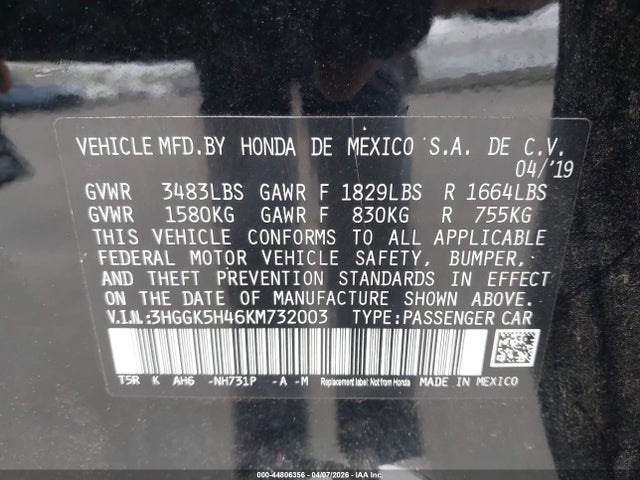 VEHICLE MFD.BY HONDA DE MEXICO S.A. DE C.V.
04/'19
GVWR 3483LBS GAWR F 1829LBS R 1664LBS
GVWR 1580KG GAWR F 830KG R 755KG
THIS VEHICLE CONFORMS TO ALL APPLICABLE
FEDERAL MOTOR VEHICLE SAFETY, BUMPER,
AND THEFT PREVENTION STANDARDS IN EFFECT
ON THE DATE OF MANUFACTURE SHOWN ABOVE.
V.I.N.:3HGGK5H46KM732003 TYPE:PASSENGER CAR
T5R K AH6 -NH731P -A -M Replacement label: Not from Honda MADE IN MEXICO
000-44806356 - 04/07/2026 - IAA Inc.